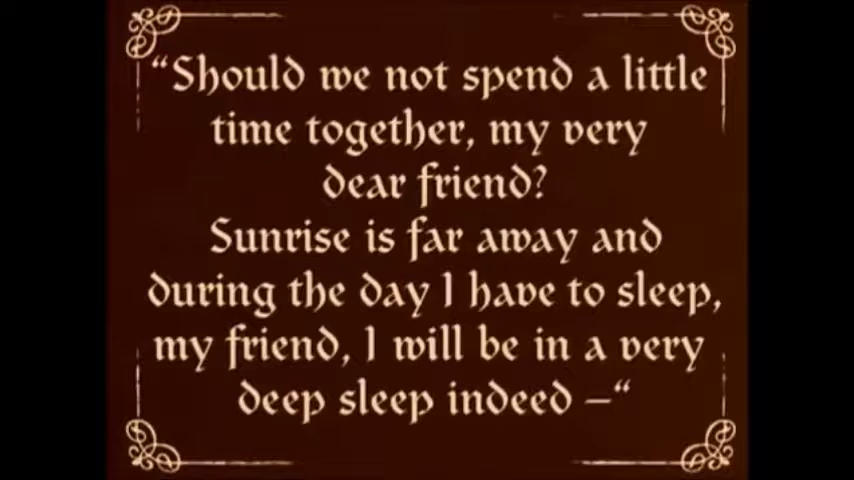 “Should we not spend a little
time together, my very
dear friend?
Sunrise is far away and
during the day I have to sleep,
my friend, I will be in a very
deep sleep indeed –“